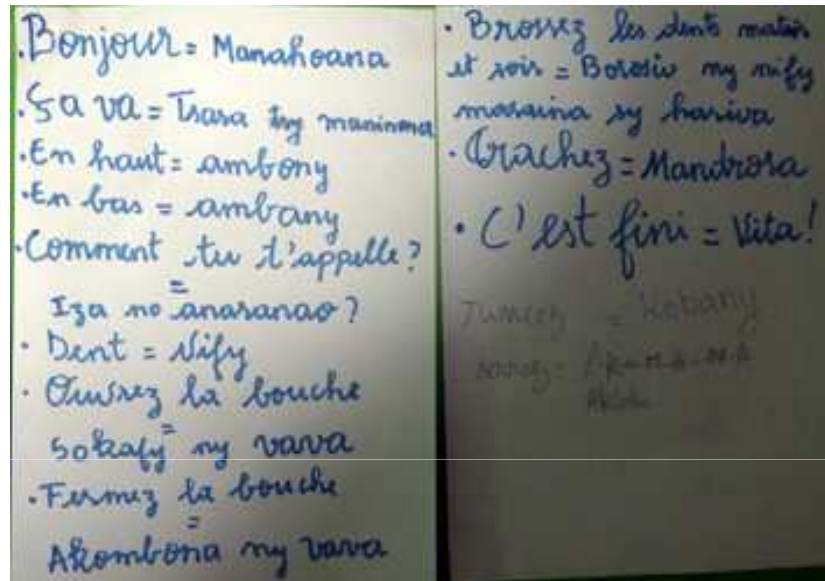 . Bonjour = Manahoana
. Ça va = Tsara my maninona
. En haut = ambony
. En bas = ambany
. Comment tu t'appelle?
=
Iza no anaranao?
. Dent = Nify
. Ouvrez la bouche
=
Sokafy ny vava
. Fermez la bouche
=
Akombona ny vava
. Brossez les dents matin
et soir = Borosio ny nify
maraina sy hariva
. Crachez = Mandrora
. C'est fini = Vita!
= Kobany